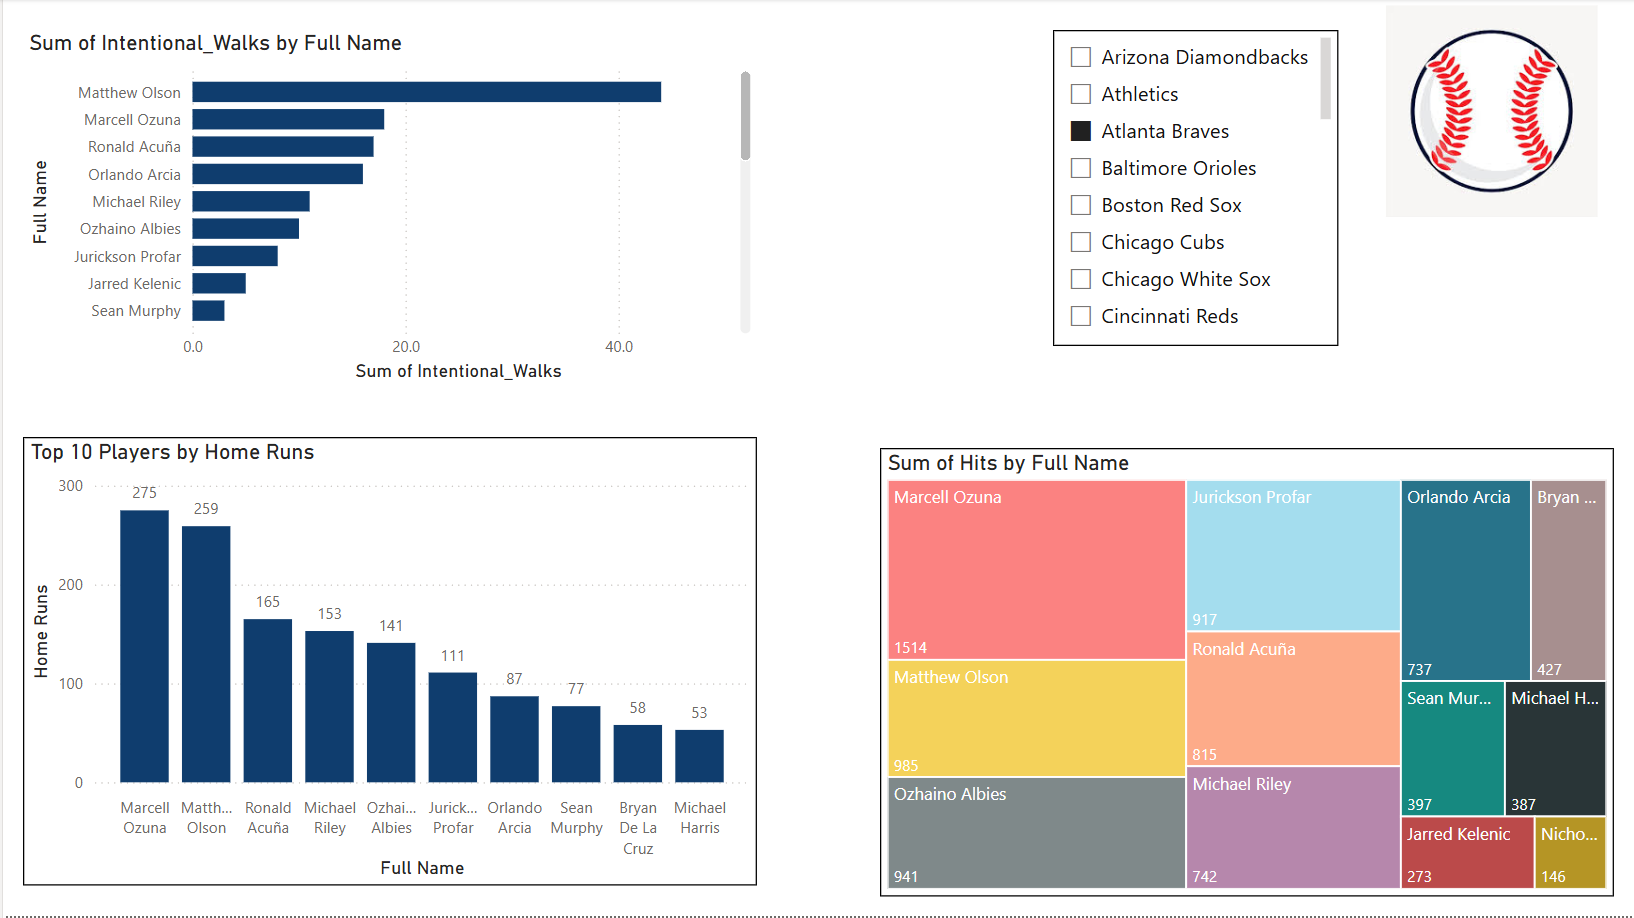 Sum of Intentional_Walks by Full Name
Full Name
Matthew Olson
Marcell Ozuna
Ronald Acuña
Orlando Arcia
Michael Riley
Ozhaino Albies
Jurickson Profar
Jarred Kelenic
Sean Murphy
0.0 20.0 40.0
Sum of Intentional_Walks
Arizona Diamondbacks
Athletics
Atlanta Braves
Baltimore Orioles
Boston Red Sox
Chicago Cubs
Chicago White Sox
Cincinnati Reds
Top 10 Players by Home Runs
Home Runs
300
200
100
0
275
259
165
153
141
111
87
77
58
53
Marcell
Ozuna
Matth...
Olson
Ronald
Acuña
Michael
Riley
Ozhai...
Albies
Jurick...
Profar
Orlando
Arcia
Sean
Murphy
Bryan
De La
Cruz
Michael
Harris
Full Name
Sum of Hits by Full Name
Marcell Ozuna
1514
Matthew Olson
985
Ozhaino Albies
941
Jurickson Profar
917
Ronald Acuña
815
Michael Riley
742
Orlando Arcia
737
Bryan ...
427
Sean Mur...
397
Michael H...
387
Jarred Kelenic
273
Nicho...
146